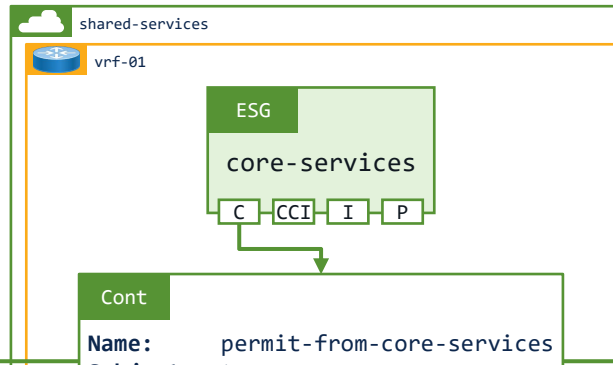 shared-services
vrf-01
ESG
core-services
C CCI I P
Cont
Name: permit-from-core-services